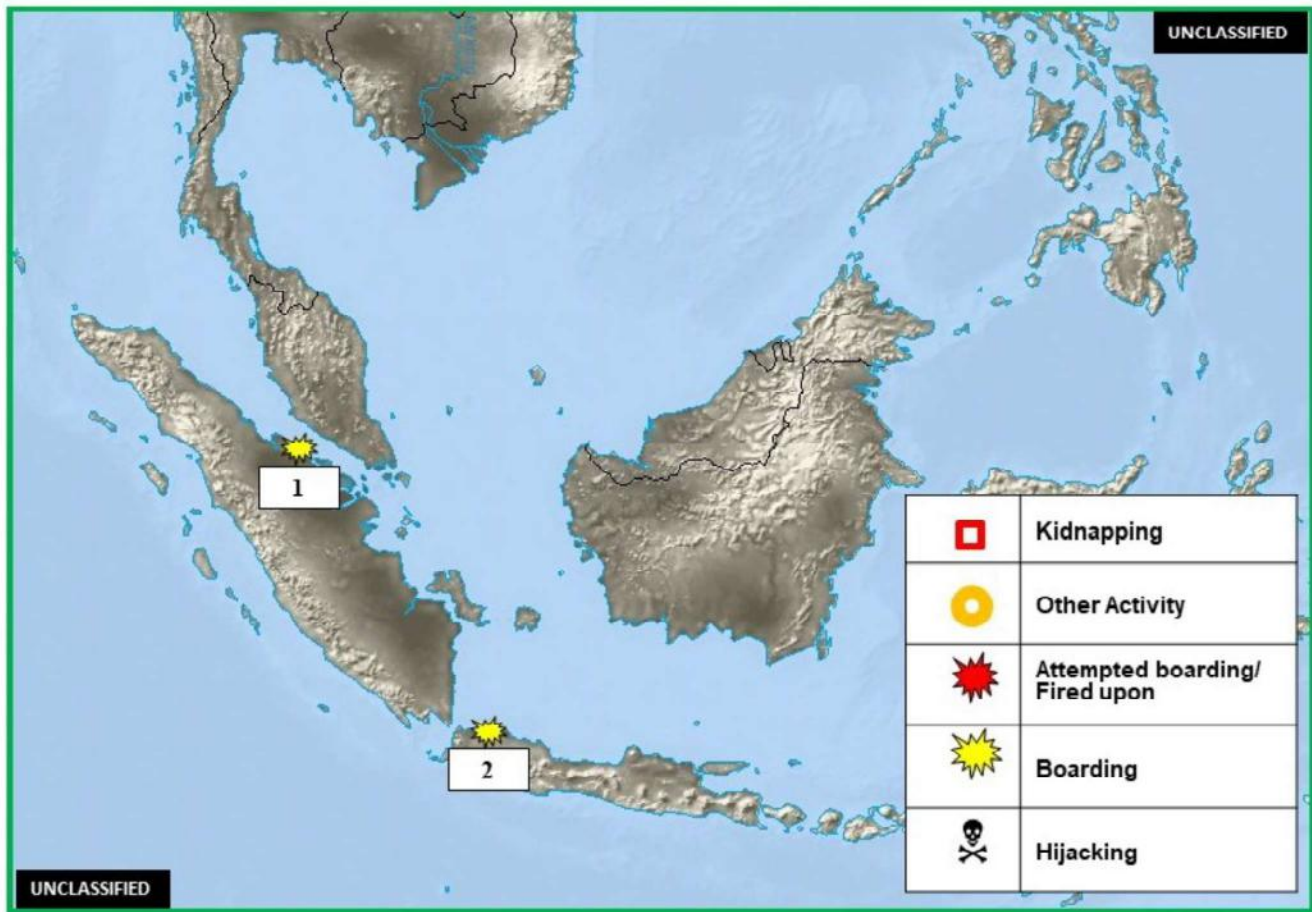 UNCLASSIFIED
1
2
Kidnapping
Other Activity
Attempted boarding/
Fired upon
Boarding
Hijacking
UNCLASSIFIED